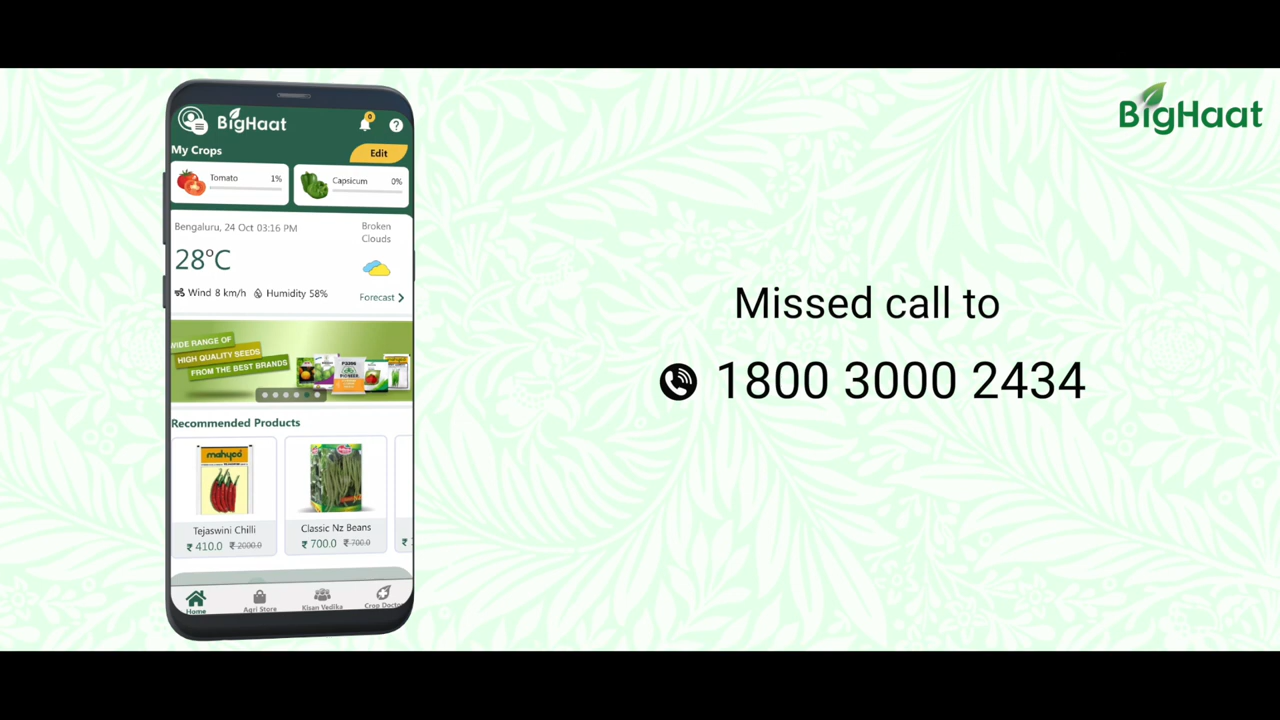 BigHaat
0
?
My Crops
Edit
Tomato 1%
Capsicum 0%
Bengaluru, 24 Oct 03:16 PM
Broken
Clouds
28°C
Wind 8 km/h Humidity 58%
Forecast >
WIDE RANGE OF
HIGH QUALITY SEEDS
FROM THE BEST BRANDS
Recommended Products
mahyco
Tejaswini Chilli
₹ 410.0 ₹ 2000.0
Classic Nz Beans
₹ 700.0 ₹ 700.0
₹
Home
Agri Store
Kisan Vedika
Crop Docto
BigHaat
Missed call to
1800 3000 2434